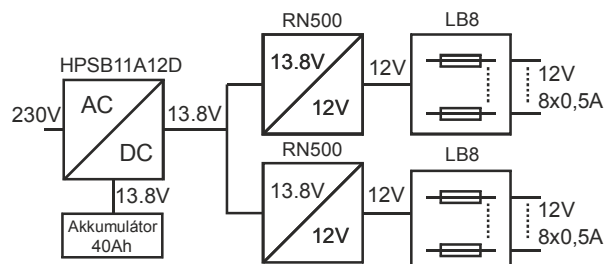 RN500
LB8
HPSB11A12D
13.8V
12V
12V
12V
8x0,5A
230V
AC
DC
13.8V
13.8V
Akkumulátor
40Ah
RN500
LB8
13.8V
12V
12V
12V
8x0,5A